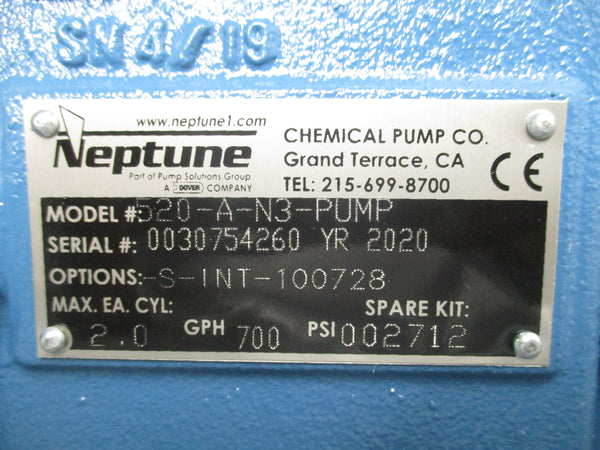 SN 4/19
www.neptune1.com
Neptune
Part of Pump Solutions Group
A DOVER COMPANY
CHEMICAL PUMP CO.
Grand Terrace, CA
TEL: 215-699-8700
CE
MODEL #: 520-A-N3-PUMP
SERIAL #: 0030754260 YR 2020
OPTIONS: -S-INT-100728
MAX. EA. CYL: SPARE KIT:
2.0 GPH 700 PSI 002712